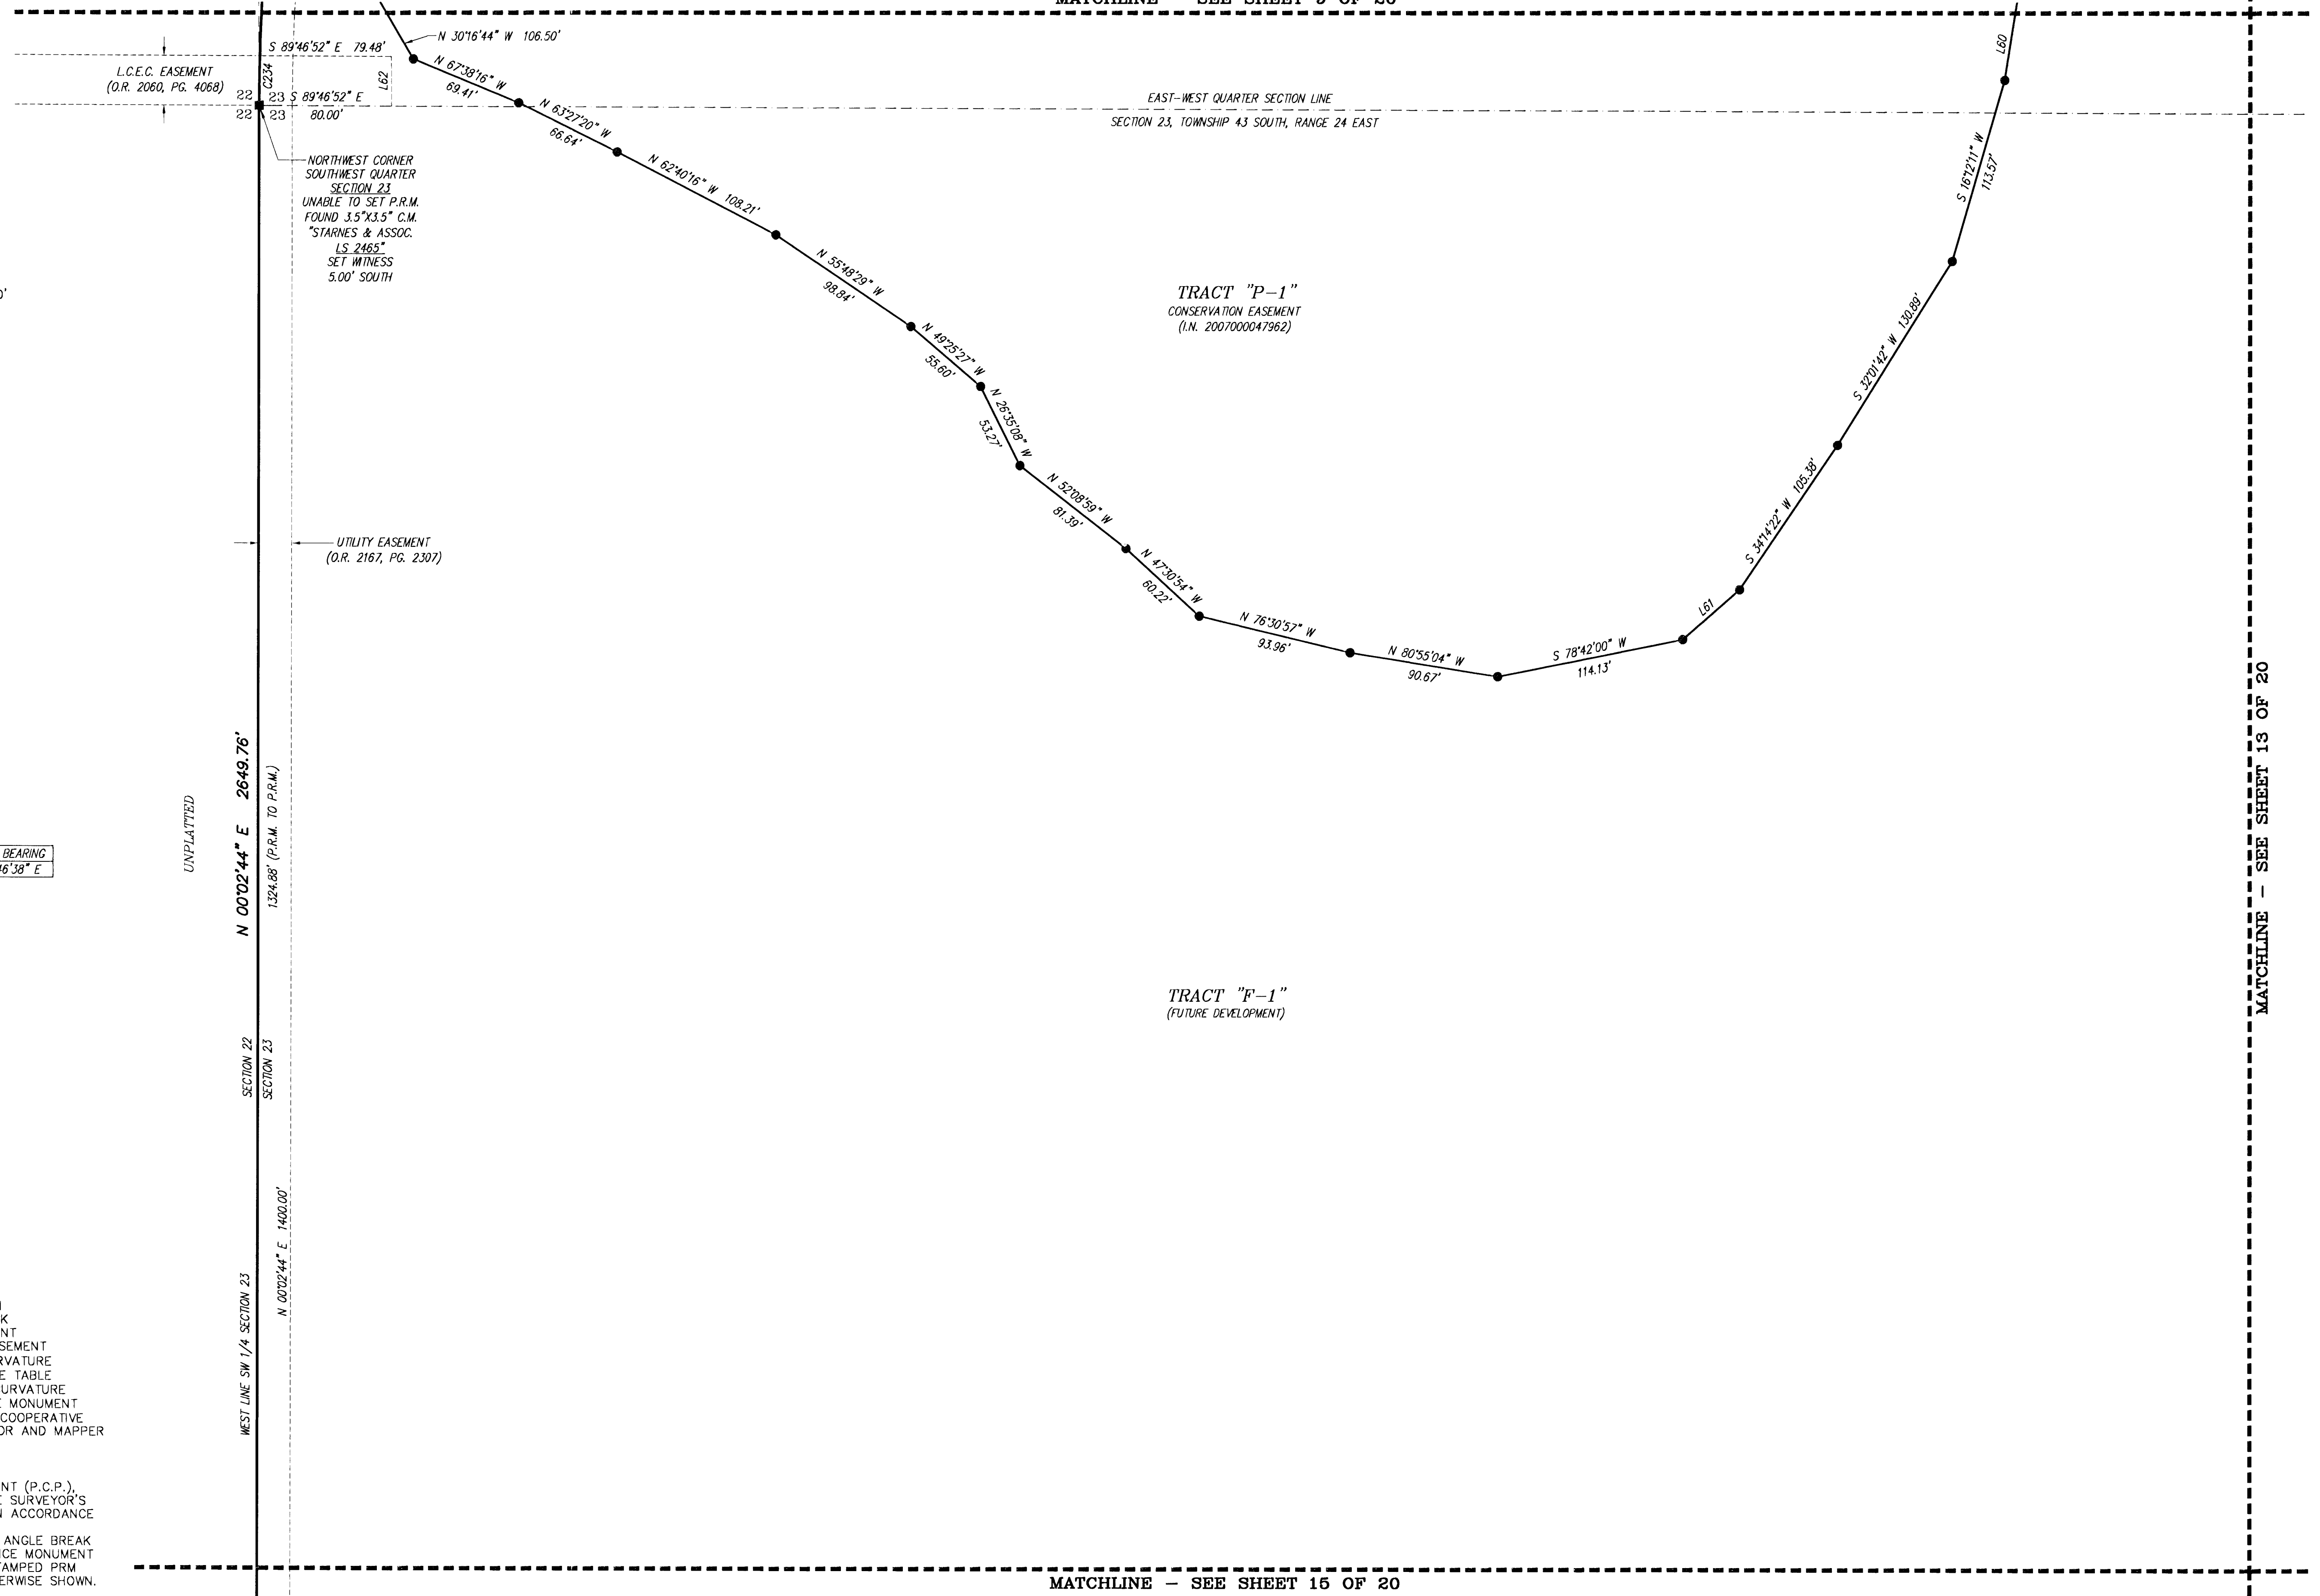 S 89°46'52" E 79.48'
N 30°16'44" W 106.50'
L.C.E.C. EASEMENT
(O.R. 2060, PG. 4068)
C234
L62
22 23 S 89°46'52" E
22 23 80.00'
N 67°38'16" W
69.41'
N 63°27'20" W
66.64'
N 62°40'16" W 108.21'
EAST-WEST QUARTER SECTION LINE
SECTION 23, TOWNSHIP 43 SOUTH, RANGE 24 EAST
L60
S 16°12'11" W
113.57'
NORTHWEST CORNER
SOUTHWEST QUARTER
SECTION 23
UNABLE TO SET P.R.M.
FOUND 3.5"X3.5" C.M.
"STARNES & ASSOC.
LS 2465"
SET WITNESS
5.00' SOUTH
N 55°48'29" W
98.84'
N 49°25'27" W
55.60'
N 26°35'08" W
53.27'
TRACT "P-1"
CONSERVATION EASEMENT
(I.N. 2007000047962)
S 32°01'42" W 130.89'
N 52°08'59" W
81.39'
N 47°30'54" W
60.22'
S 34°14'22" W 105.38'
UTILITY EASEMENT
(O.R. 2167, PG. 2307)
L61
N 76°30'57" W
93.96'
N 80°55'04" W
90.67'
S 78°42'00" W
114.13'
UNPLATTED
N 00°02'44" E 2649.76'
1324.88' (P.R.M. TO P.R.M.)
BEARING
6'38" E
MATCHLINE - SEE SHEET 13 OF 20
TRACT "F-1"
(FUTURE DEVELOPMENT)
SECTION 22
SECTION 23
N 00°02'44" E 1400.00'
WEST LINE SW 1/4 SECTION 23
K
NT
SEMENT
RVATURE
E TABLE
URVATURE
E MONUMENT
COOPERATIVE
OR AND MAPPER
NT (P.C.P.),
E SURVEYOR'S
N ACCORDANCE
ANGLE BREAK
CE MONUMENT
TAMPED PRM
ERWISE SHOWN.
MATCHLINE - SEE SHEET 15 OF 20